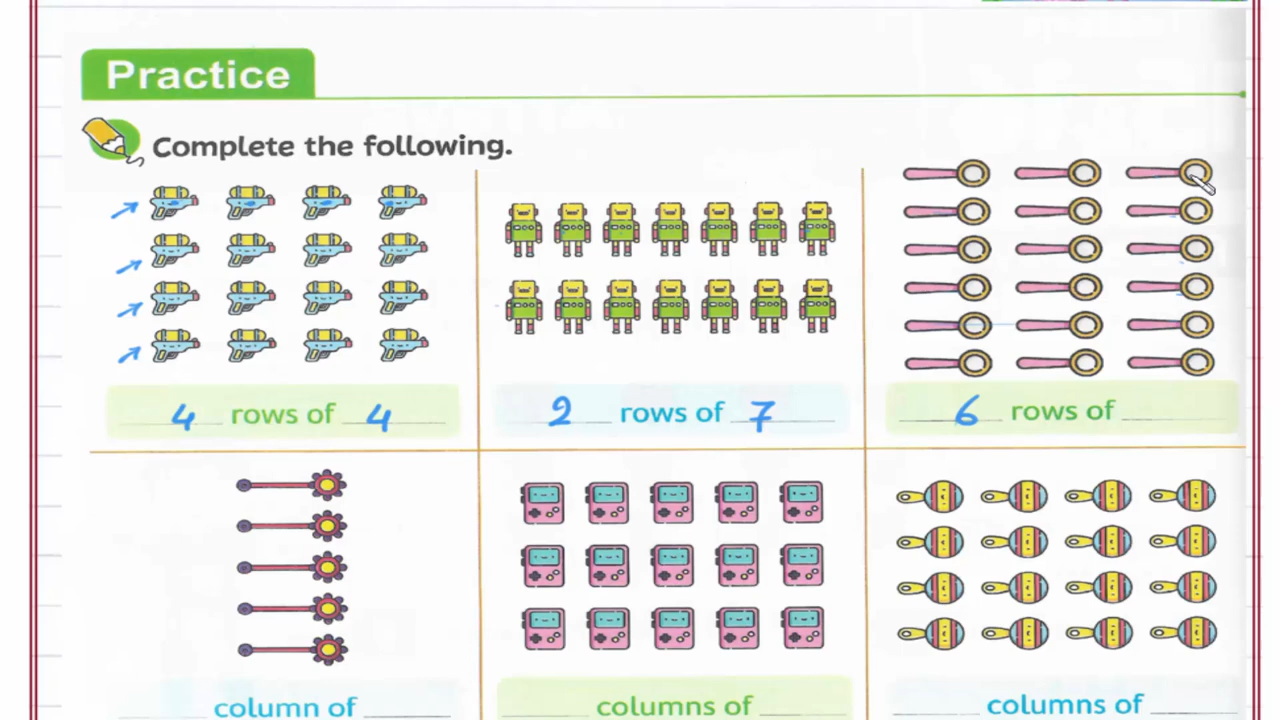 Practice
Complete the following.
4 rows of 4
2 rows of 7
6 rows of
column of
columns of
columns of